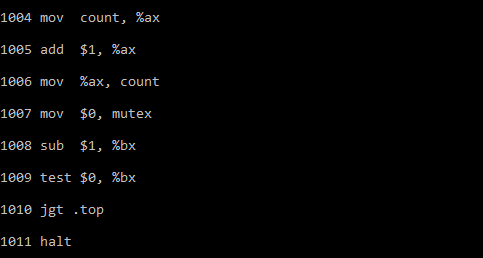 1004 mov  count, %ax
1005 add  $1, %ax
1006 mov  %ax, count
1007 mov  $0, mutex
1008 sub  $1, %bx
1009 test $0, %bx
1010 jgt .top
1011 halt